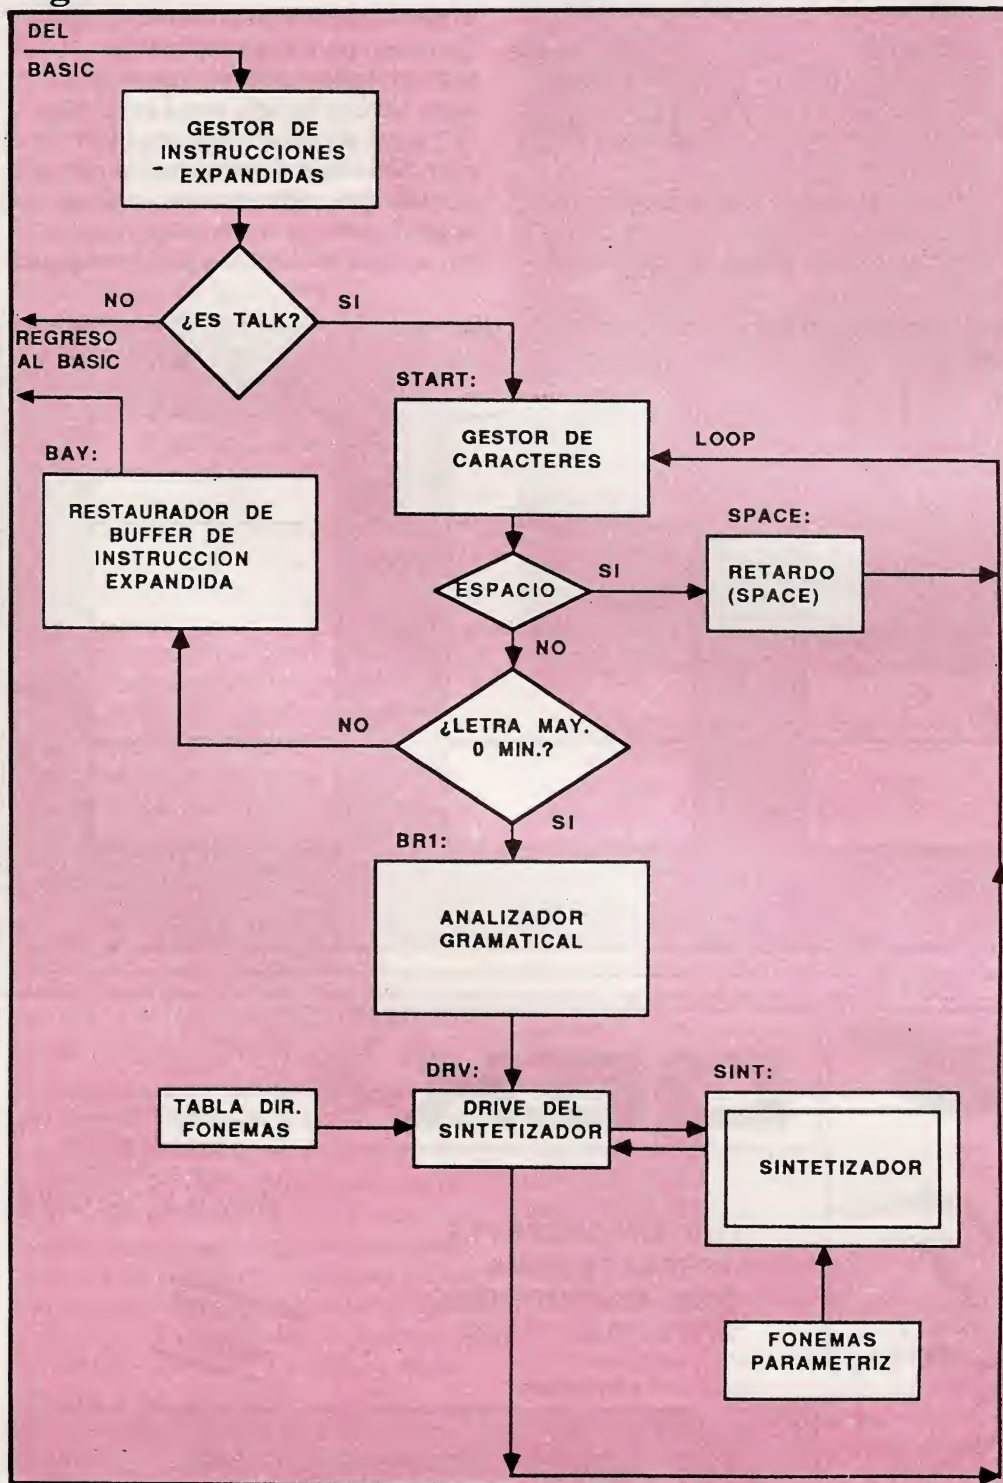 DEL
BASIC
GESTOR DE
INSTRUCCIONES
EXPANDIDAS
NO
¿ES TALK?
SI
REGRESO
AL BASIC
START:
GESTOR DE
CARACTERES
LOOP
BAY:
RESTAURADOR DE
BUFFER DE
INSTRUCCION
EXPANDIDA
SPACE:
ESPACIO
SI
RETARDO
(SPACE)
NO
NO
¿LETRA MAY.
O MIN.?
SI
BR1:
ANALIZADOR
GRAMATICAL
DRV:
SINT:
TABLA DIR.
FONEMAS
DRIVE DEL
SINTETIZADOR
SINTETIZADOR
FONEMAS
PARAMETRIZ